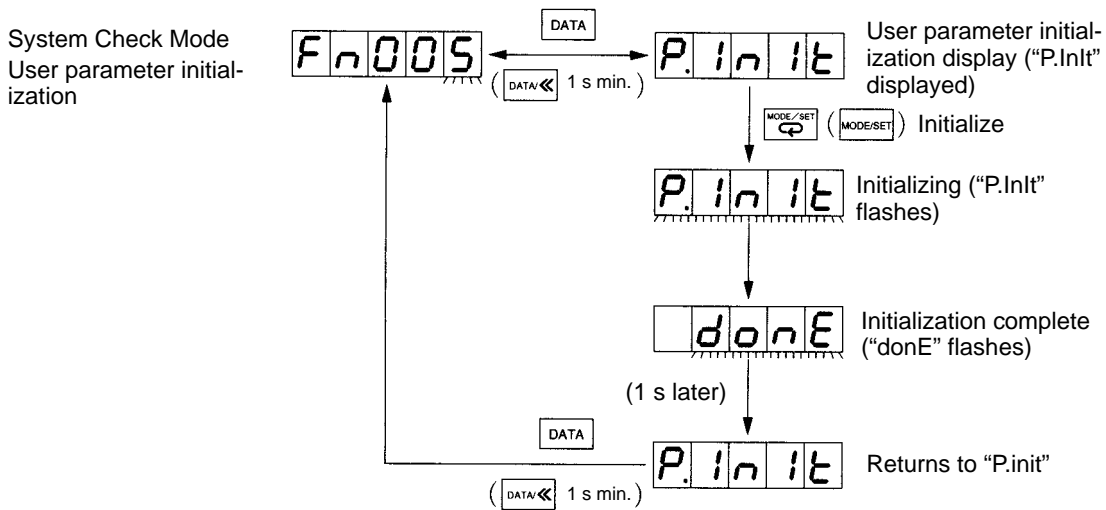 System Check Mode
User parameter initial-
ization
Fn005
DATA
(DATA/≪ 1 s min.)
P.InIt
User parameter initial-
ization display (“P.InIt”
displayed)
MODE/SET (MODE/SET) Initialize
P.InIt
Initializing (“P.InIt”
flashes)
donE
Initialization complete
(“donE” flashes)
(1 s later)
DATA
(DATA/≪ 1 s min.)
P.InIt
Returns to “P.init”